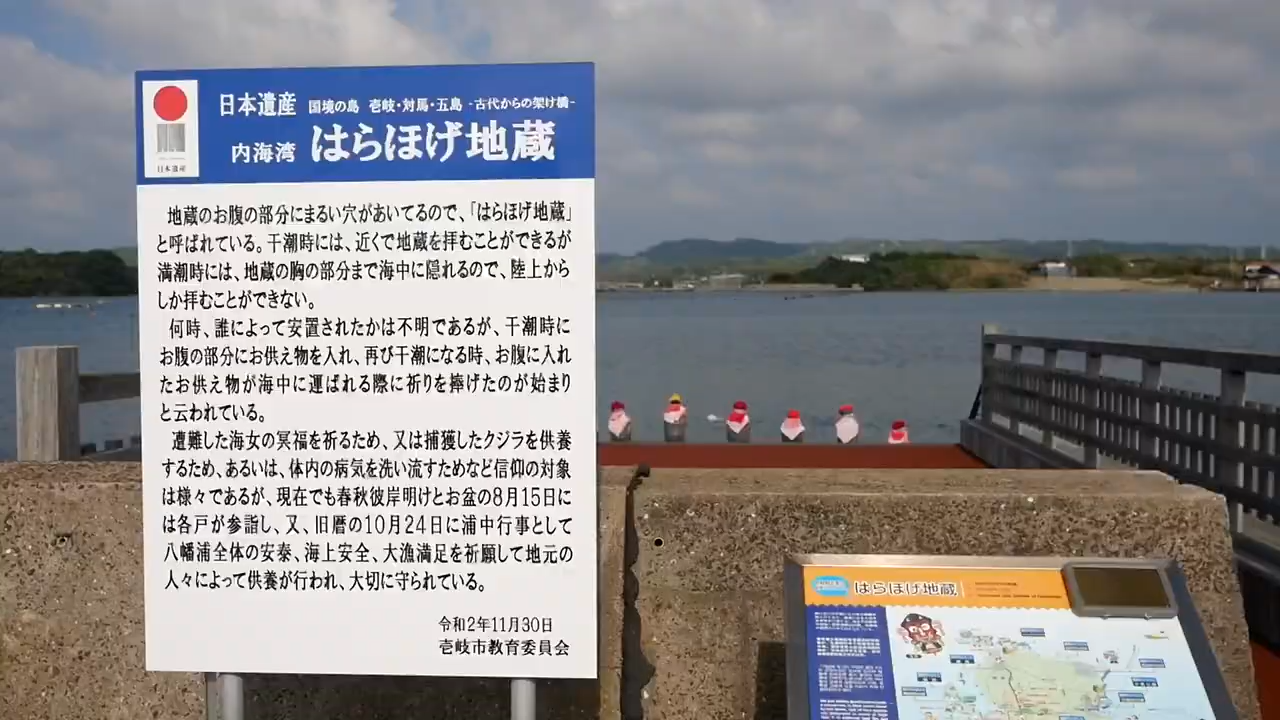 日本遺産 国境の島 壱岐・対馬・五島 -古代からの架け橋-
内海湾 はらほげ地蔵
日本遺産
地蔵のお腹の部分にまるい穴があいてるので、「はらほげ地蔵」
と呼ばれている。干潮時には、近くで地蔵を拝むことができるが
満潮時には、地蔵の胸の部分まで海中に隠れるので、陸上から
しか拝むことができない。
何時、誰によって安置されたかは不明であるが、干潮時に
お腹の部分にお供え物を入れ、再び干潮になる時、お腹に入れ
たお供え物が海中に運ばれる際に祈りを捧げたのが始まり
と云われている。
遭難した海女の冥福を祈るため、又は捕獲したクジラを供養
するため、あるいは、体内の病気を洗い流すためなど信仰の対象
は様々であるが、現在でも春秋彼岸明けとお盆の8月15日に
は各戸が参詣し、又、旧暦の10月24日に浦中行事として
八幡浦全体の安泰、海上安全、大漁満足を祈願して地元の
人々によって供養が行われ、大切に守られている。
令和2年11月30日
壱岐市教育委員会
はらほげ地蔵